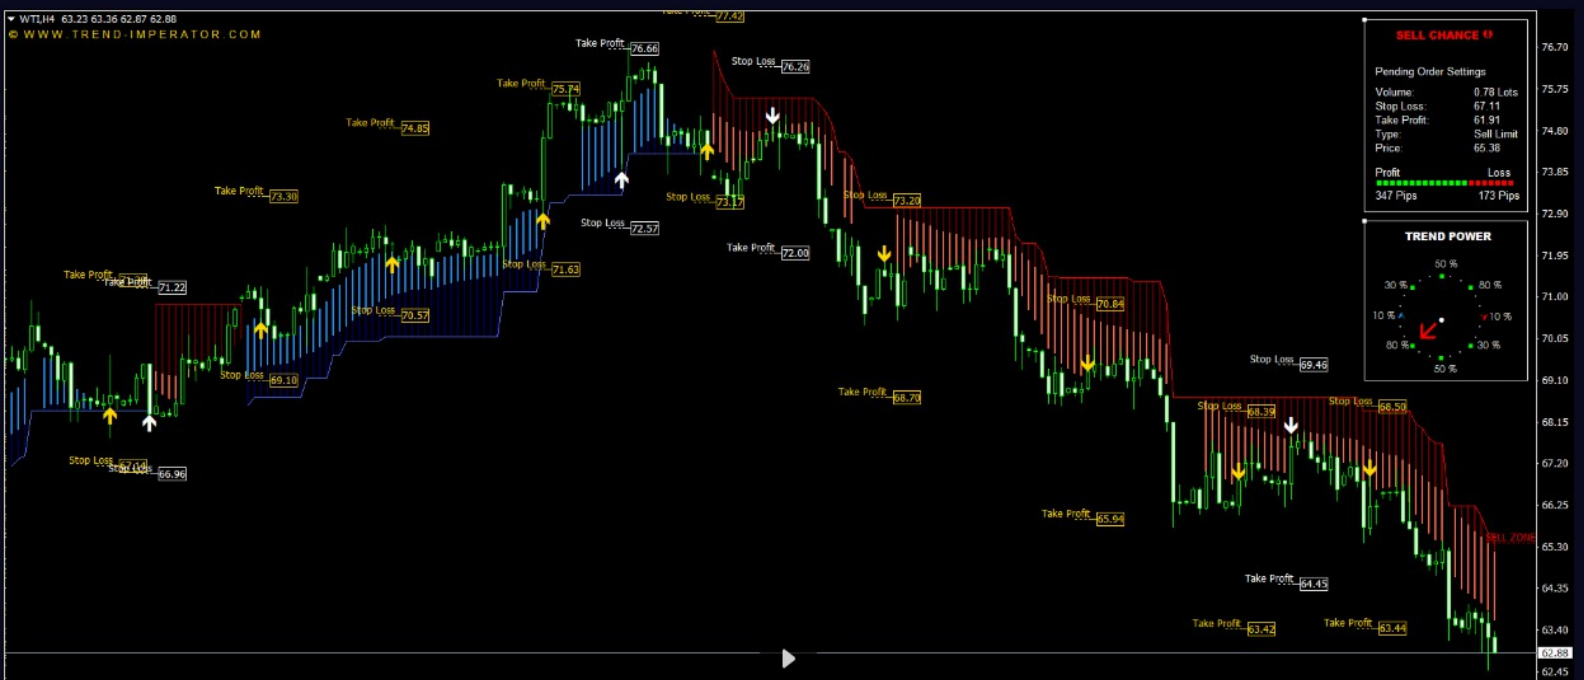 WTI,H4 63.23 63.36 62.87 62.88
© WWW.TREND-IMPERATOR.COM
77.42
Take Profit 76.66
Stop Loss 76.26
Take Profit 75.74
Take Profit 74.85
Take Profit 73.30
Stop Loss 73.17
Stop Loss 73.20
Stop Loss 72.57
Take Profit 72.00
Stop Loss 71.63
Take Profit
71.22
Stop Loss 70.57
Stop Loss 70.84
Stop Loss 69.46
Stop Loss 69.10
Take Profit 68.70
Stop Loss 68.39
Stop Loss 68.50
Stop Loss
66.96
Take Profit 65.94
Take Profit 64.45
Take Profit 63.42
Take Profit 63.44
SELL CHANCE
Pending Order Settings
Volume: 0.78 Lots
Stop Loss: 67.11
Take Profit: 61.91
Type: Sell Limit
Price: 65.38
Profit Loss
347 Pips 173 Pips
TREND POWER
50 %
30 % 80 %
10 % 10 %
80 % 30 %
50 %
SELL ZONE
76.70
75.75
74.80
73.85
72.90
71.95
71.00
70.05
69.10
68.15
67.20
66.25
65.30
64.35
63.40
62.88
62.45